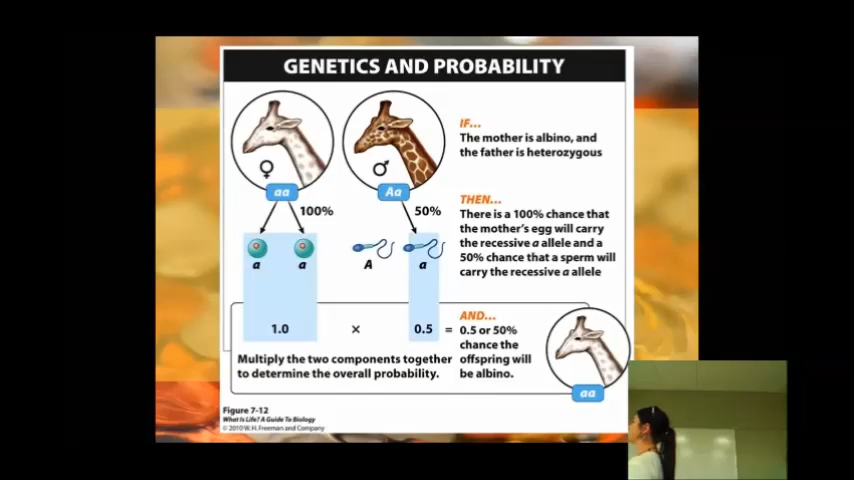 GENETICS AND PROBABILITY
IF...
The mother is albino, and
the father is heterozygous
♀
♂
aa
Aa
100%
50%
THEN...
There is a 100% chance that
the mother's egg will carry
the recessive a allele and a
50% chance that a sperm will
carry the recessive a allele
a
a
A
a
1.0
×
0.5
=
AND...
0.5 or 50%
chance the
offspring will
be albino.
Multiply the two components together
to determine the overall probability.
aa
Figure 7-12
What Is Life? A Guide To Biology
© 2010 W. H. Freeman and Company